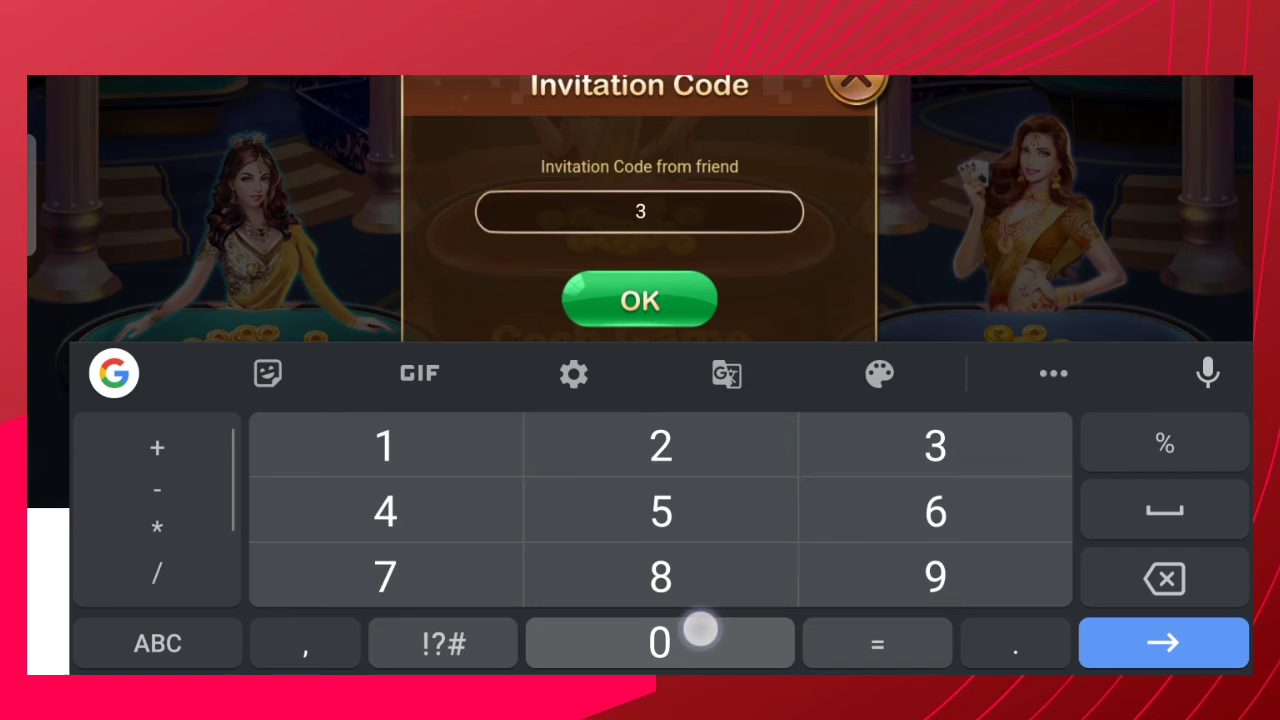 Invitation Code
Invitation Code from friend
3
OK
G GIF G
+ 1 2 3 %
-
* 4 5 6
/ 7 8 9
ABC , !?# 0 = .